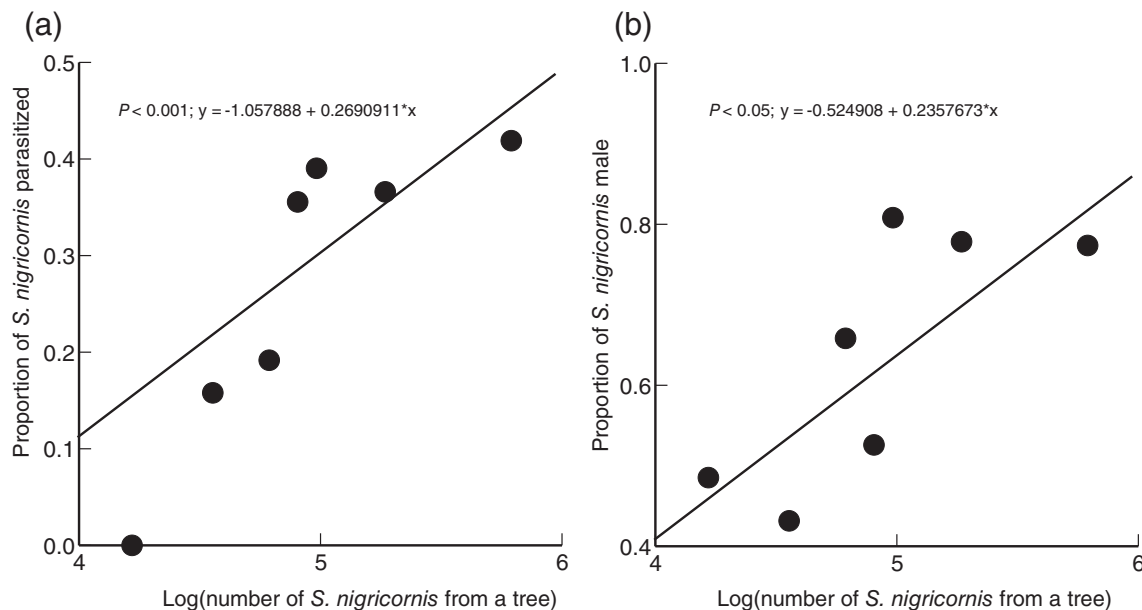 (a)
0.5
0.4
0.3
0.2
0.1
0.0
Proportion of S. nigricornis parasitized
P < 0.001; y = -1.057888 + 0.2690911*x
4 5 6
Log(number of S. nigricornis from a tree)
(b)
1.0
0.8
0.6
0.4
Proportion of S. nigricornis male
P < 0.05; y = -0.524908 + 0.2357673*x
4 5 6
Log(number of S. nigricornis from a tree)